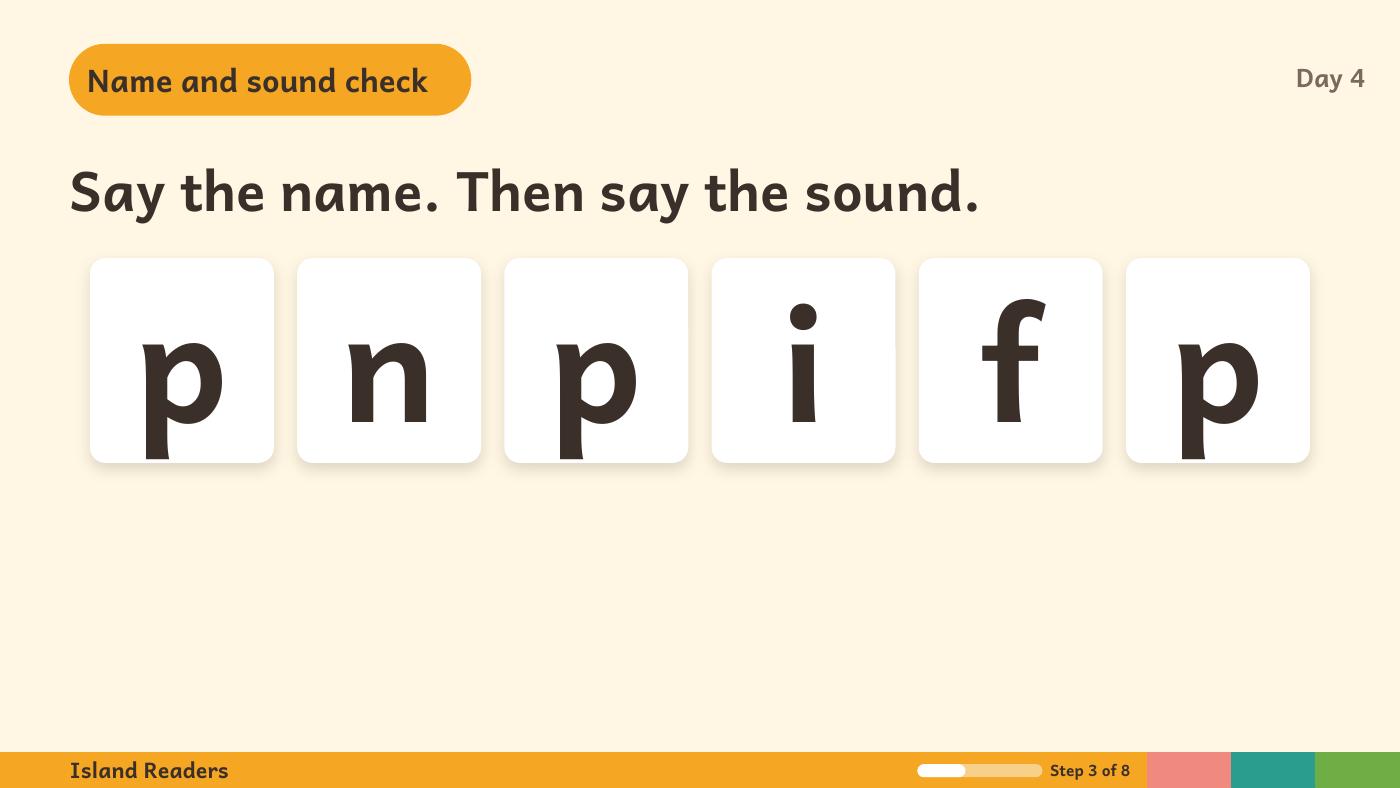 Name and sound check
Day 4
Say the name. Then say the sound.
p n p i f p
Island Readers
Step 3 of 8